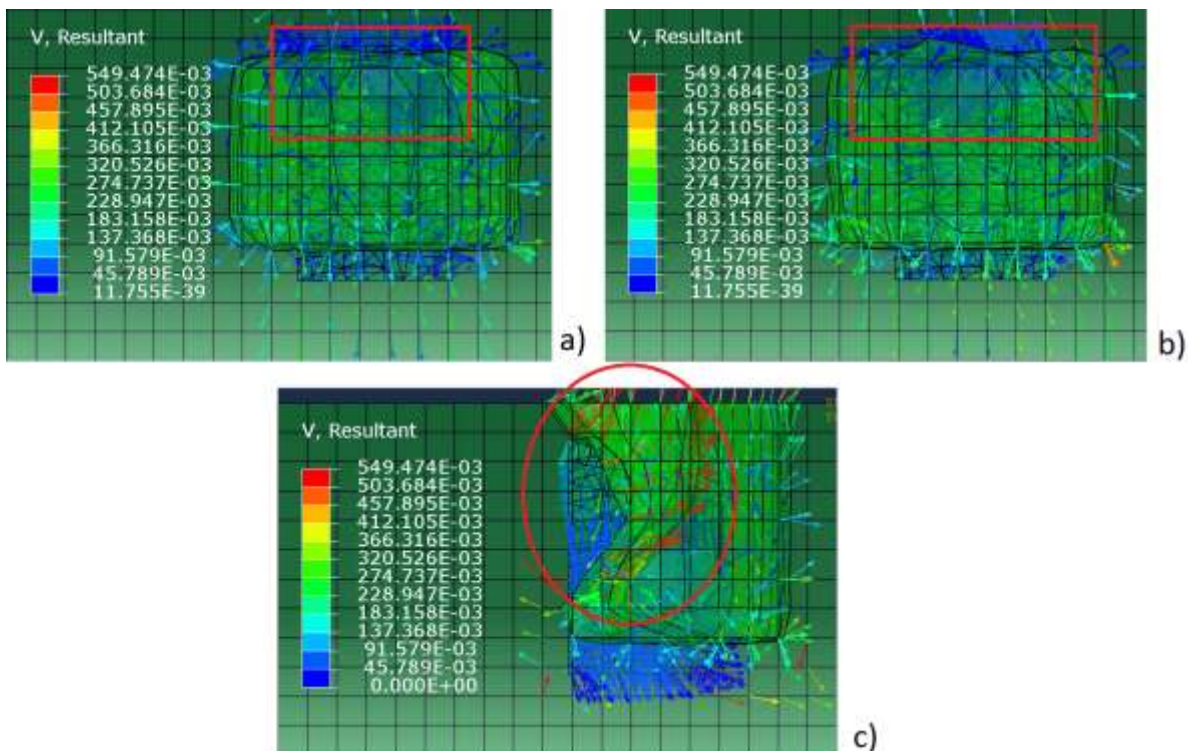 V, Resultant
549.474E-03
503.684E-03
457.895E-03
412.105E-03
366.316E-03
320.526E-03
274.737E-03
228.947E-03
183.158E-03
137.368E-03
91.579E-03
45.789E-03
11.755E-39
a)
V, Resultant
549.474E-03
503.684E-03
457.895E-03
412.105E-03
366.316E-03
320.526E-03
274.737E-03
228.947E-03
183.158E-03
137.368E-03
91.579E-03
45.789E-03
11.755E-39
b)
V, Resultant
549.474E-03
503.684E-03
457.895E-03
412.105E-03
366.316E-03
320.526E-03
274.737E-03
228.947E-03
183.158E-03
137.368E-03
91.579E-03
45.789E-03
0.000E+00
c)